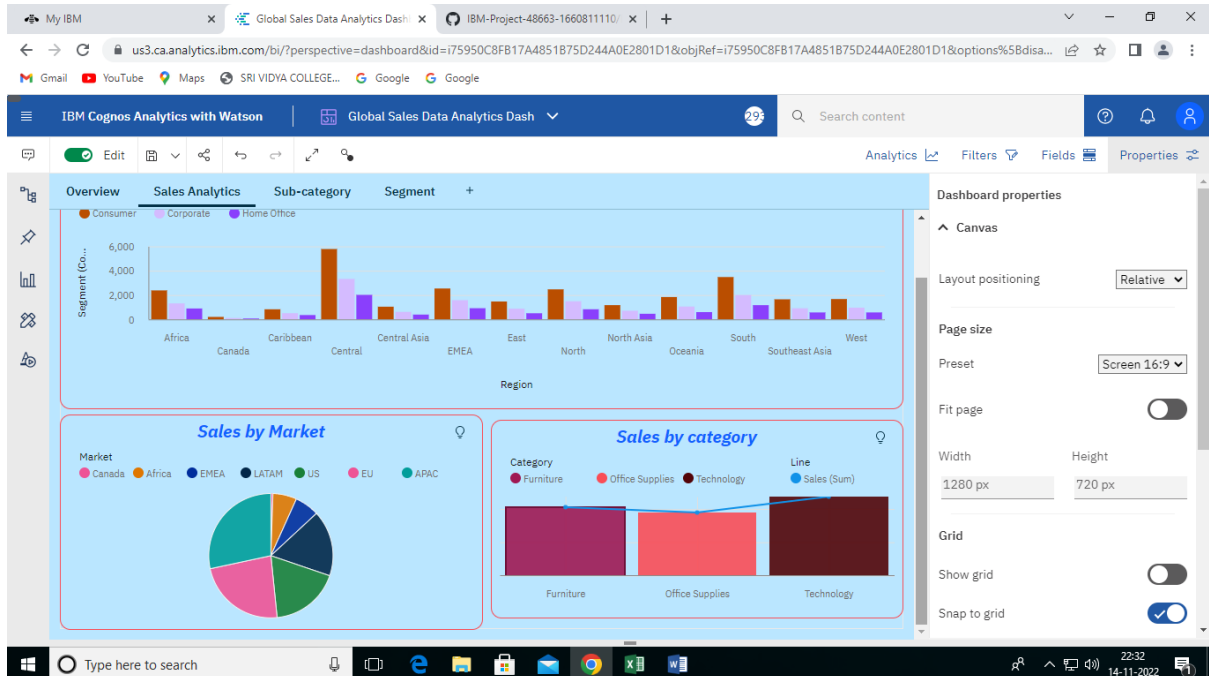 My IBM
Global Sales Data Analytics Dash
IBM-Project-48663-1660811110/
us3.ca.analytics.ibm.com/bi/?perspective=dashboard&id=i75950C8FB17A4851B75D244A0E2801D1&objRef=i75950C8FB17A4851B75D244A0E2801D1&options%5Bdisa...
Gmail YouTube Maps SRI VIDYA COLLEGE... Google Google
IBM Cognos Analytics with Watson Global Sales Data Analytics Dash Search content
Edit Analytics Filters Fields Properties
Overview Sales Analytics Sub-category Segment +
Consumer Corporate Home Office
Segment (Co...
6,000
4,000
2,000
0
Africa Caribbean Central Asia East North Asia South West
Canada Central EMEA North Oceania Southeast Asia
Region
Sales by Market
Market
Canada Africa EMEA LATAM US EU APAC
Sales by category
Category Line
Furniture Office Supplies Technology Sales (Sum)
Furniture Office Supplies Technology
Dashboard properties
Canvas
Layout positioning Relative
Page size
Preset Screen 16:9
Fit page
Width Height
1280 px 720 px
Grid
Show grid
Snap to grid
Type here to search
22:32
14-11-2022